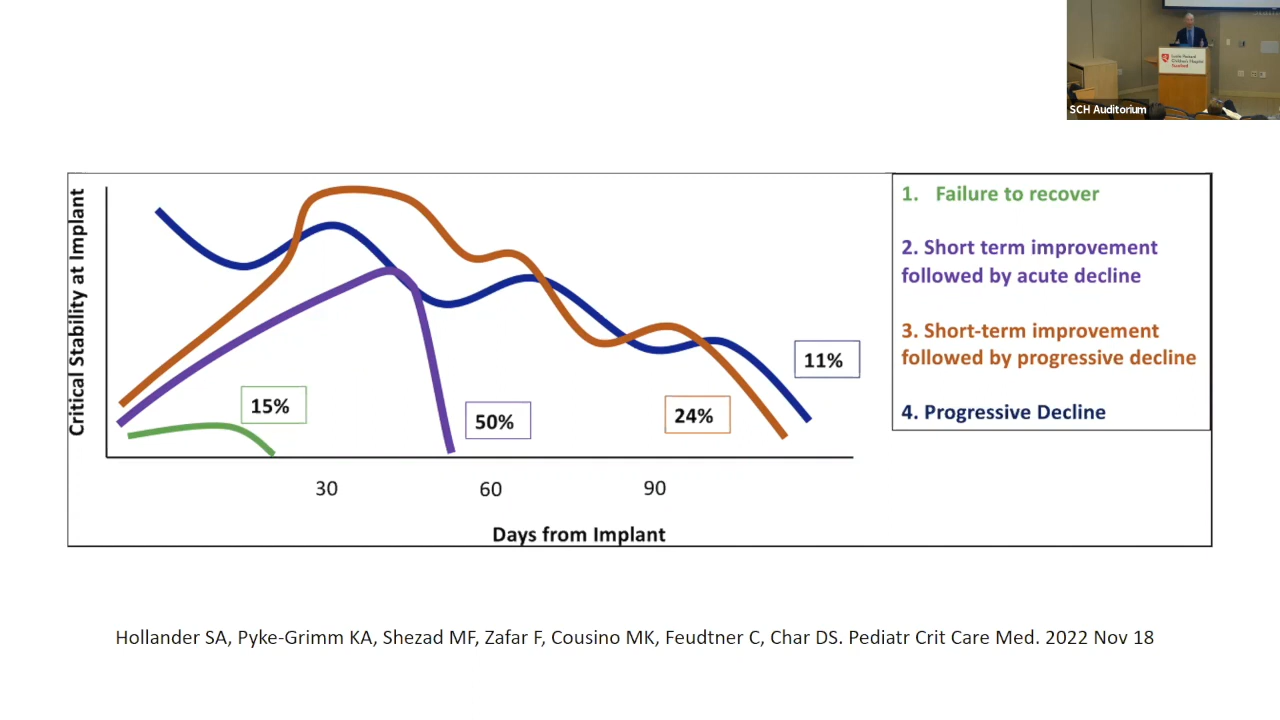 SCH Auditorium
Critical Stability at Implant
1. Failure to recover
2. Short term improvement
followed by acute decline
3. Short-term improvement
followed by progressive decline
4. Progressive Decline
11%
15%
50%
24%
30 60 90
Days from Implant
Hollander SA, Pyke-Grimm KA, Shezad MF, Zafar F, Cousino MK, Feudtner C, Char DS. Pediatr Crit Care Med. 2022 Nov 18